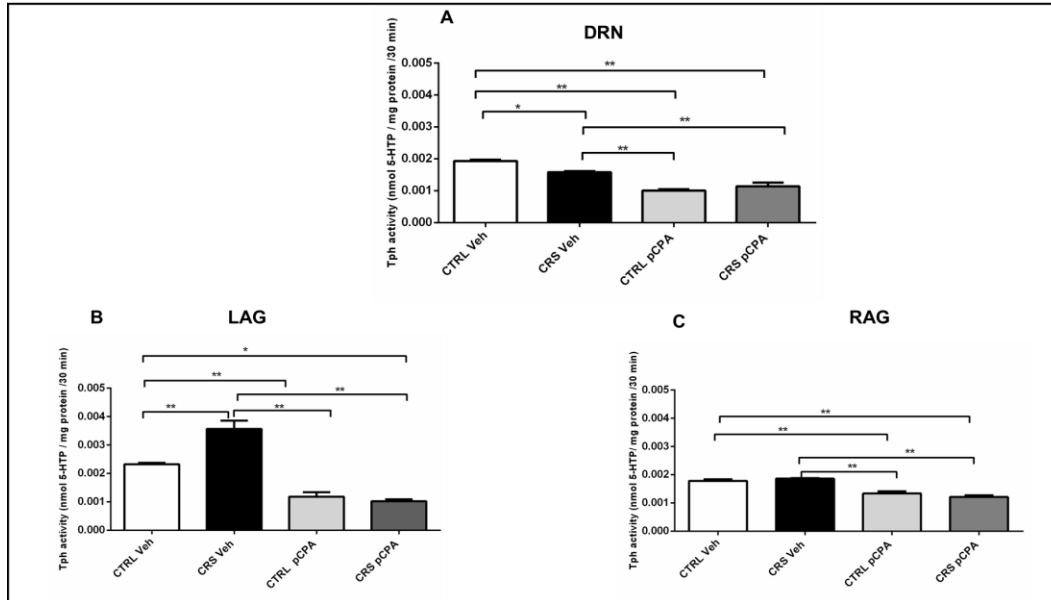 A
DRN
Tph activity (nmol 5-HTP / mg protein /30 min)
0.005
0.004
0.003
0.002
0.001
0.000
**
**
*
**
**
CTRL Veh
CRS Veh
CTRL pCPA
CRS pCPA
B
LAG
Tph activity (nmol 5-HTP/ mg protein /30 min)
0.005
0.004
0.003
0.002
0.001
0.000
*
**
**
**
**
CTRL Veh
CRS Veh
CTRL pCPA
CRS pCPA
C
RAG
Tph activity (nmol 5-HTP/ mg protein /30 min)
0.005
0.004
0.003
0.002
0.001
0.000
**
**
**
**
CTRL Veh
CRS Veh
CTRL pCPA
CRS pCPA